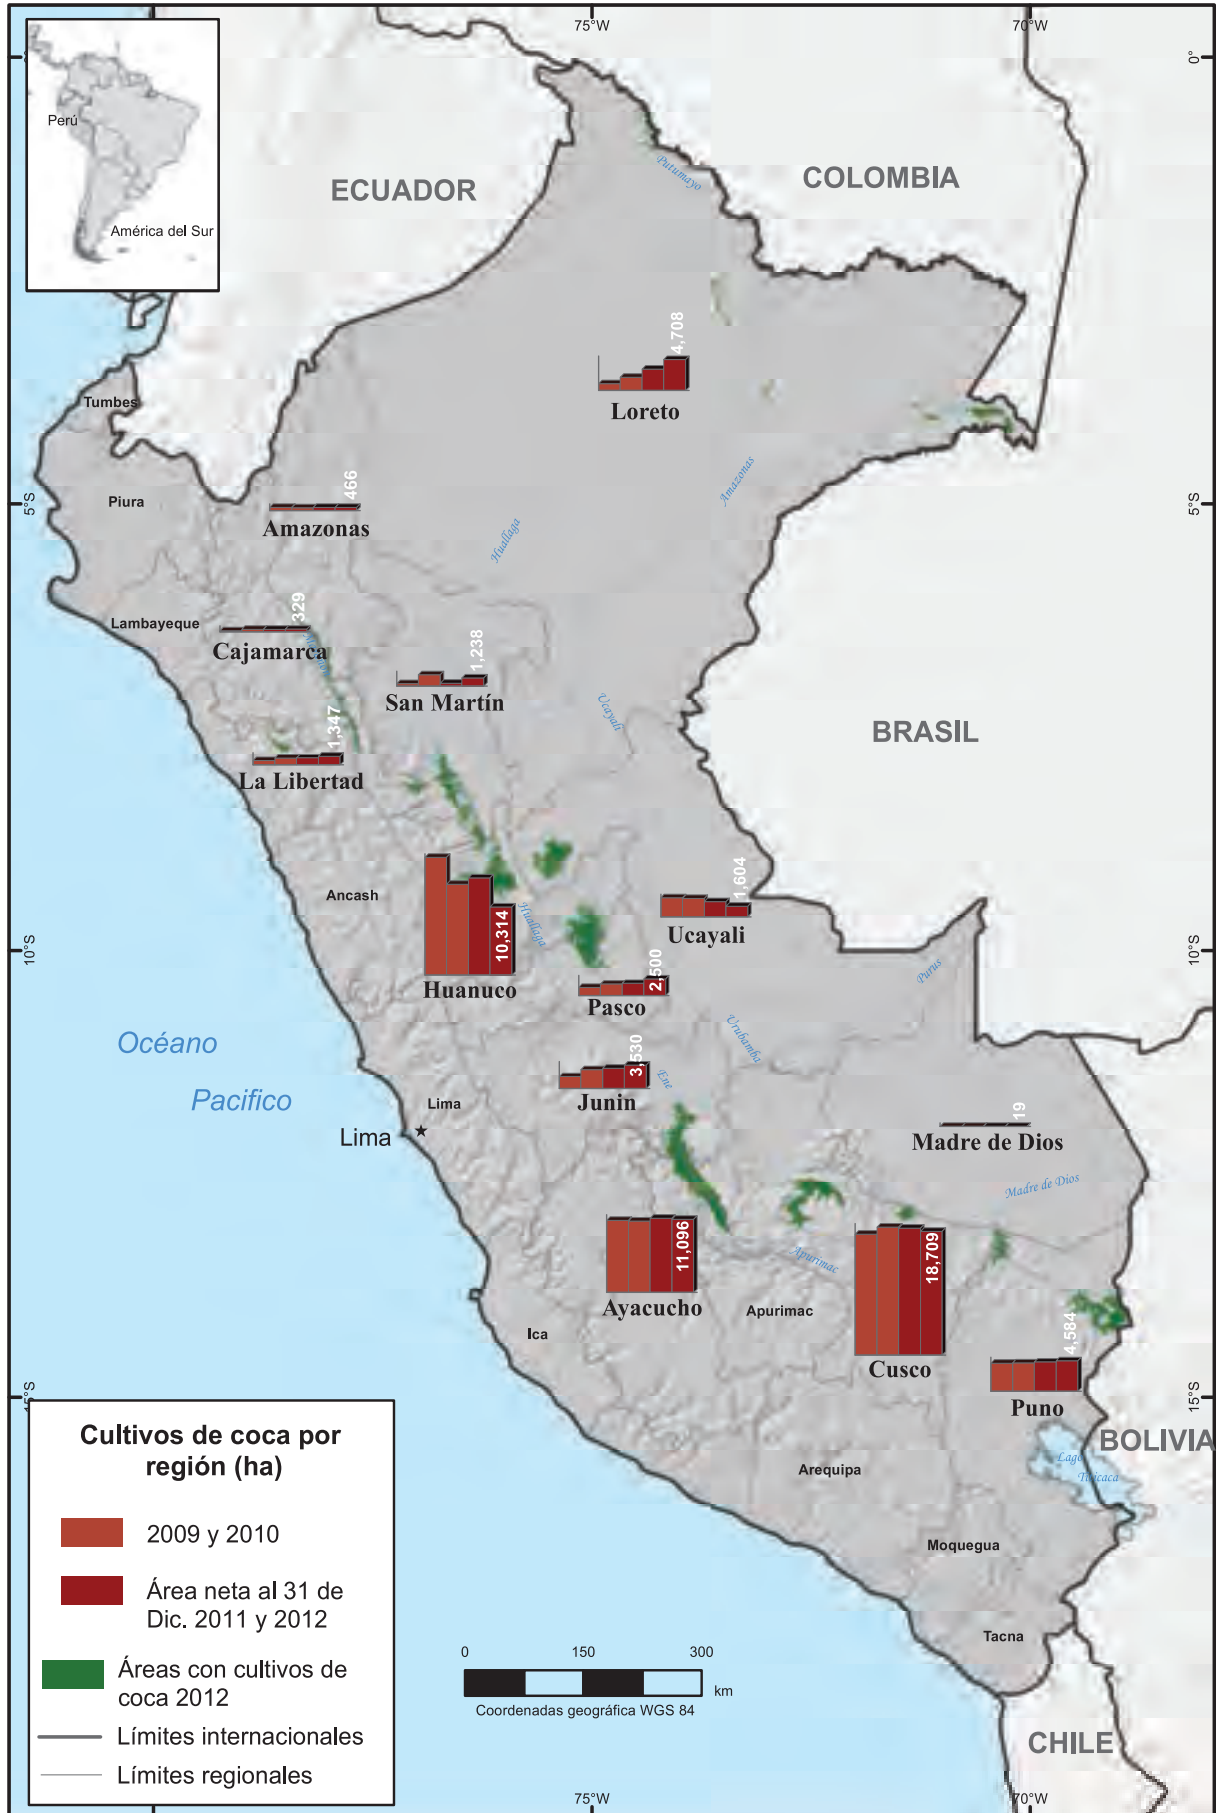 75°W
70°W
0°
0°
Perú
América del Sur
ECUADOR
COLOMBIA
Putumayo
4,708
Loreto
Tumbes
Piura
466
Amazonas
5°S
5°S
Amazonas
Huallaga
Lambayeque
329
Cajamarca
1,238
San Martín
Ucayali
BRASIL
1,347
La Libertad
Ancash
10,314
Huanuco
Huallaga
1,604
Ucayali
2,500
Pasco
10°S
10°S
Purus
Urubamba
Océano
Pacifico
3,530
Junin
Ene
Lima
Lima
19
Madre de Dios
Madre de Dios
11,096
Ayacucho
Apurimac
Apurimac
18,709
Cusco
Ica
4,584
Puno
15°S
BOLIVIA
Lago
Titicaca
Arequipa
Moquegua
Tacna
CHILE
Cultivos de coca por
región (ha)
2009 y 2010
Área neta al 31 de
Dic. 2011 y 2012
Áreas con cultivos de
coca 2012
Límites internacionales
Límites regionales
0 150 300
km
Coordenadas geográfica WGS 84
75°W
70°W